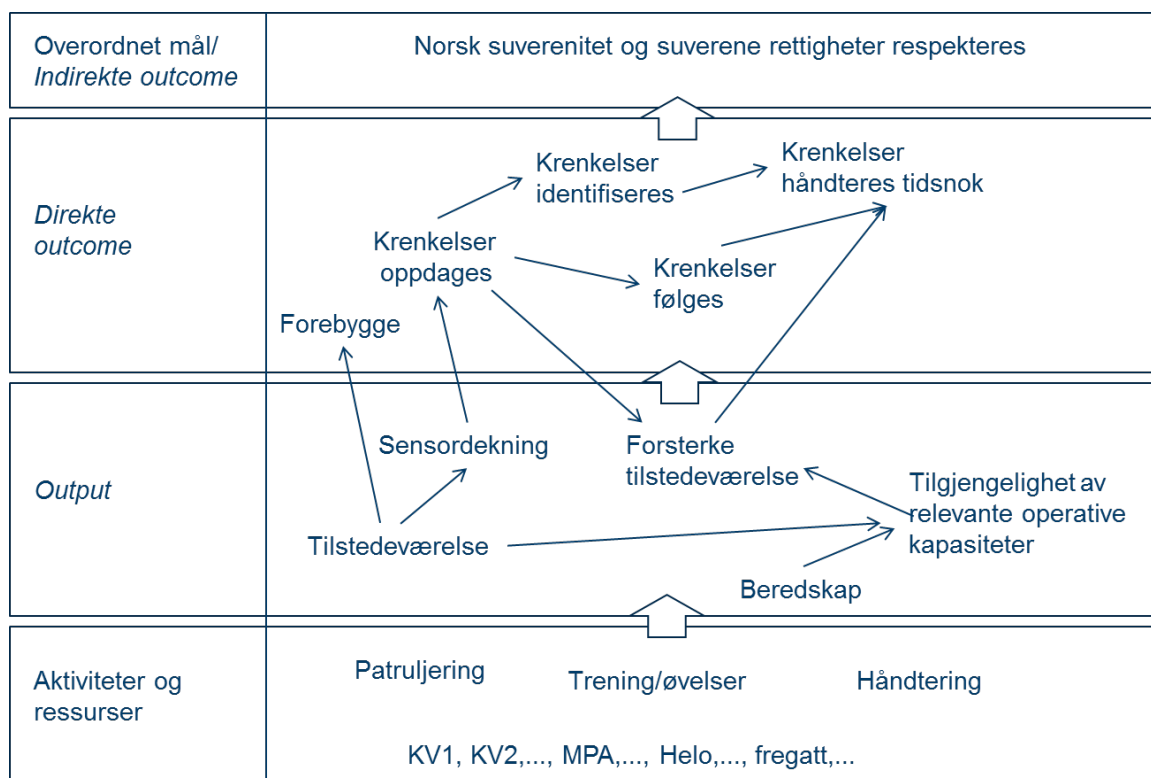 Overordnet mål/
Indirekte outcome
Norsk suverenitet og suverene rettigheter respekteres
Direkte
outcome
Krenkelser
identifiseres
Krenkelser
håndteres tidsnok
Krenkelser
oppdages
Krenkelser
følges
Forebygge
Output
Sensordekning
Forsterke
tilstedeværelse
Tilgjengelighet av
relevante operative
kapasiteter
Tilstedeværelse
Beredskap
Aktiviteter og
ressurser
Patruljering
Trening/øvelser
Håndtering
KV1, KV2,..., MPA,..., Helo,..., fregatt,...